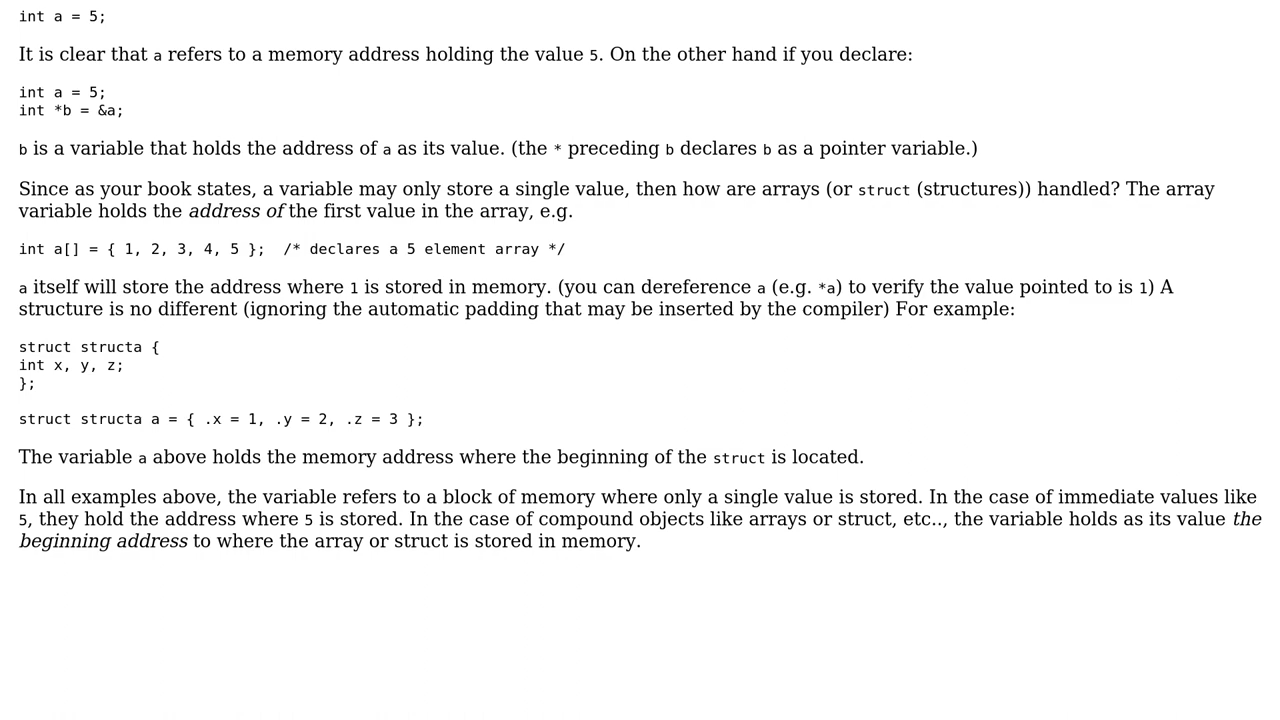 int a = 5;
It is clear that a refers to a memory address holding the value 5. On the other hand if you declare:
int a = 5;
int *b = &a;
b is a variable that holds the address of a as its value. (the * preceding b declares b as a pointer variable.)
Since as your book states, a variable may only store a single value, then how are arrays (or struct (structures)) handled? The array
variable holds the address of the first value in the array, e.g.
int a[] = { 1, 2, 3, 4, 5 };  /* declares a 5 element array */
a itself will store the address where 1 is stored in memory. (you can dereference a (e.g. *a) to verify the value pointed to is 1) A
structure is no different (ignoring the automatic padding that may be inserted by the compiler) For example:
struct structa {
int x, y, z;
};
struct structa a = { .x = 1, .y = 2, .z = 3 };
The variable a above holds the memory address where the beginning of the struct is located.
In all examples above, the variable refers to a block of memory where only a single value is stored. In the case of immediate values like
5, they hold the address where 5 is stored. In the case of compound objects like arrays or struct, etc.., the variable holds as its value the
beginning address to where the array or struct is stored in memory.